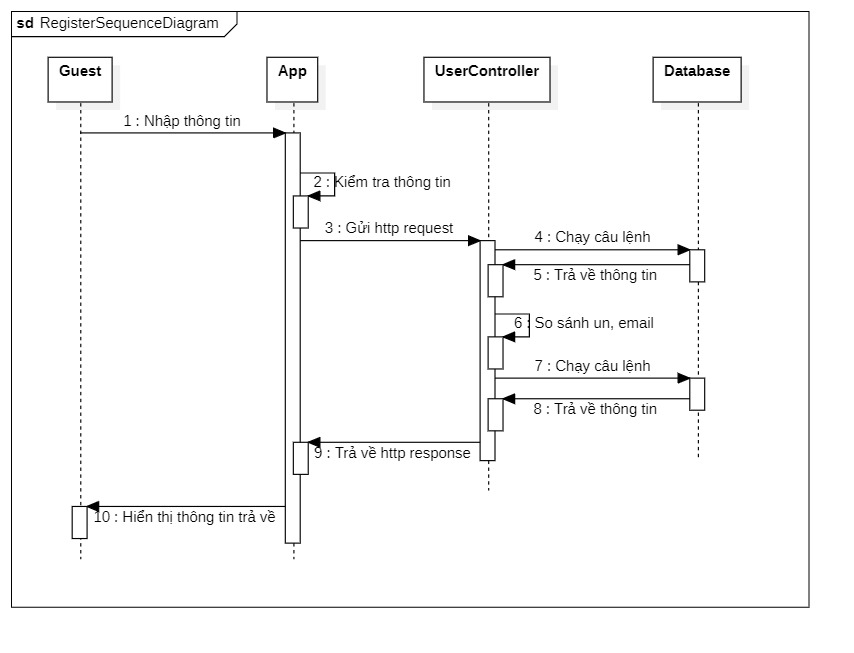 sd RegisterSequenceDiagram
Guest
App
UserController
Database
1 : Nhập thông tin
2 : Kiểm tra thông tin
3 : Gửi http request
4 : Chạy câu lệnh
5 : Trả về thông tin
6 : So sánh un, email
7 : Chạy câu lệnh
8 : Trả về thông tin
9 : Trả về http response
10 : Hiển thị thông tin trả về